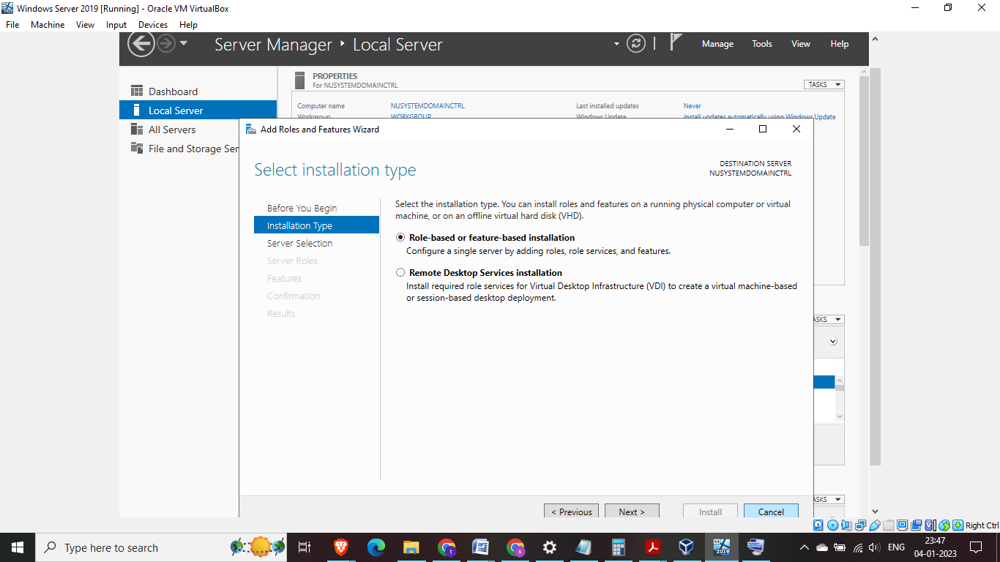 Windows Server 2019 [Running] - Oracle VM VirtualBox
File Machine View Input Devices Help
Server Manager Local Server
Manage Tools View Help
Dashboard
Local Server
All Servers
File and Storage Ser
PROPERTIES
For NUSYSTEMDOMAINCTRL
TASKS
Computer name NUSYSTEMDOMAINCTRL Last installed updates Never
Workgroup WORKGROUP Windows Update Install updates automatically using Windows Update
Add Roles and Features Wizard
Select installation type
DESTINATION SERVER
NUSYSTEMDOMAINCTRL
Before You Begin
Installation Type
Server Selection
Server Roles
Features
Confirmation
Results
Select the installation type. You can install roles and features on a running physical computer or virtual
machine, or on an offline virtual hard disk (VHD).
Role-based or feature-based installation
Configure a single server by adding roles, role services, and features.
Remote Desktop Services installation
Install required role services for Virtual Desktop Infrastructure (VDI) to create a virtual machine-based
or session-based desktop deployment.
ASKS
ASKS
< Previous Next > Install Cancel
Right Ctrl
Type here to search
t
s
64
2019
ENG
23:47
04-01-2023